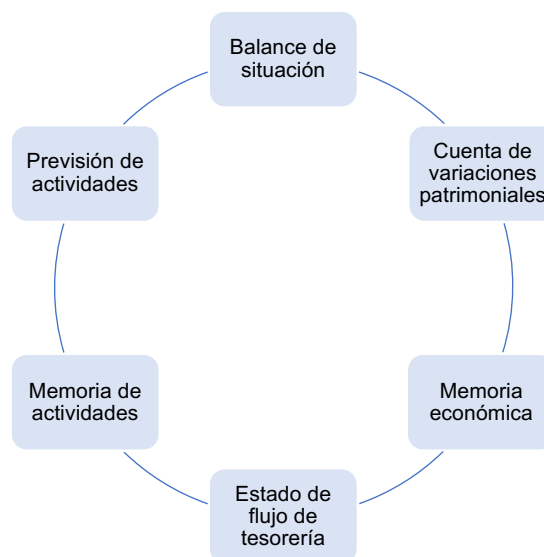 Balance de
situación
Cuenta de
variaciones
patrimoniales
Memoria
económica
Estado de
flujo de
tesorería
Memoria de
actividades
Previsión de
actividades